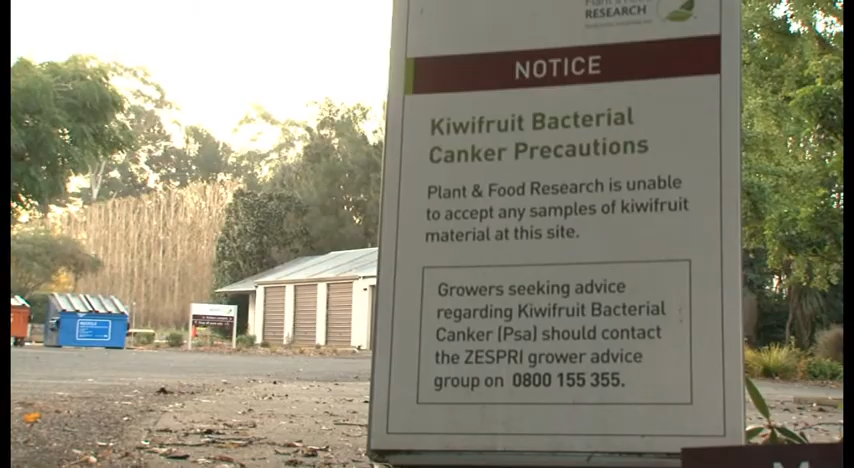 RESEARCH
NOTICE
Kiwifruit Bacterial
Canker Precautions
Plant & Food Research is unable
to accept any samples of kiwifruit
material at this site.
Growers seeking advice
regarding Kiwifruit Bacterial
Canker (Psa) should contact
the ZESPRI grower advice
group on 0800 155 355.